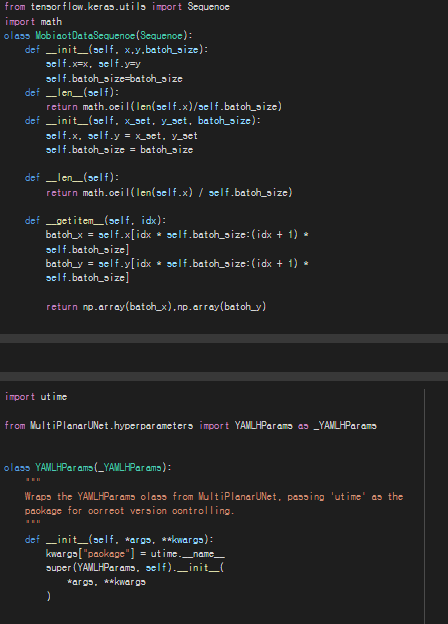 from tensorflow.keras.utils import Sequence
import math
class MobiactDataSequence(Sequence):
    def __init__(self, x,y,batch_size):
        self.x=x, self.y=y
        self.batch_size=batch_size
    def __len__(self):
        return math.ceil(len(self.x)/self.batch_size)
    def __init__(self, x_set, y_set, batch_size):
        self.x, self.y = x_set, y_set
        self.batch_size = batch_size
    def __len__(self):
        return math.ceil(len(self.x) / self.batch_size)
    def __getitem__(self, idx):
        batch_x = self.x[idx * self.batch_size:(idx + 1) *
        self.batch_size]
        batch_y = self.y[idx * self.batch_size:(idx + 1) *
        self.batch_size]
        return np.array(batch_x),np.array(batch_y)
import utime
from MultiPlanarUNet.hyperparameters import YAMLHParams as _YAMLHParams
class YAMLHParams(_YAMLHParams):
    """
    Wraps the YAMLHParams class from MultiPlanarUNet, passing 'utime' as the
    package for correct version controlling.
    """
    def __init__(self, *args, **kwargs):
        kwargs["package"] = utime.__name__
        super(YAMLHParams, self).__init__(
            *args, **kwargs
        )